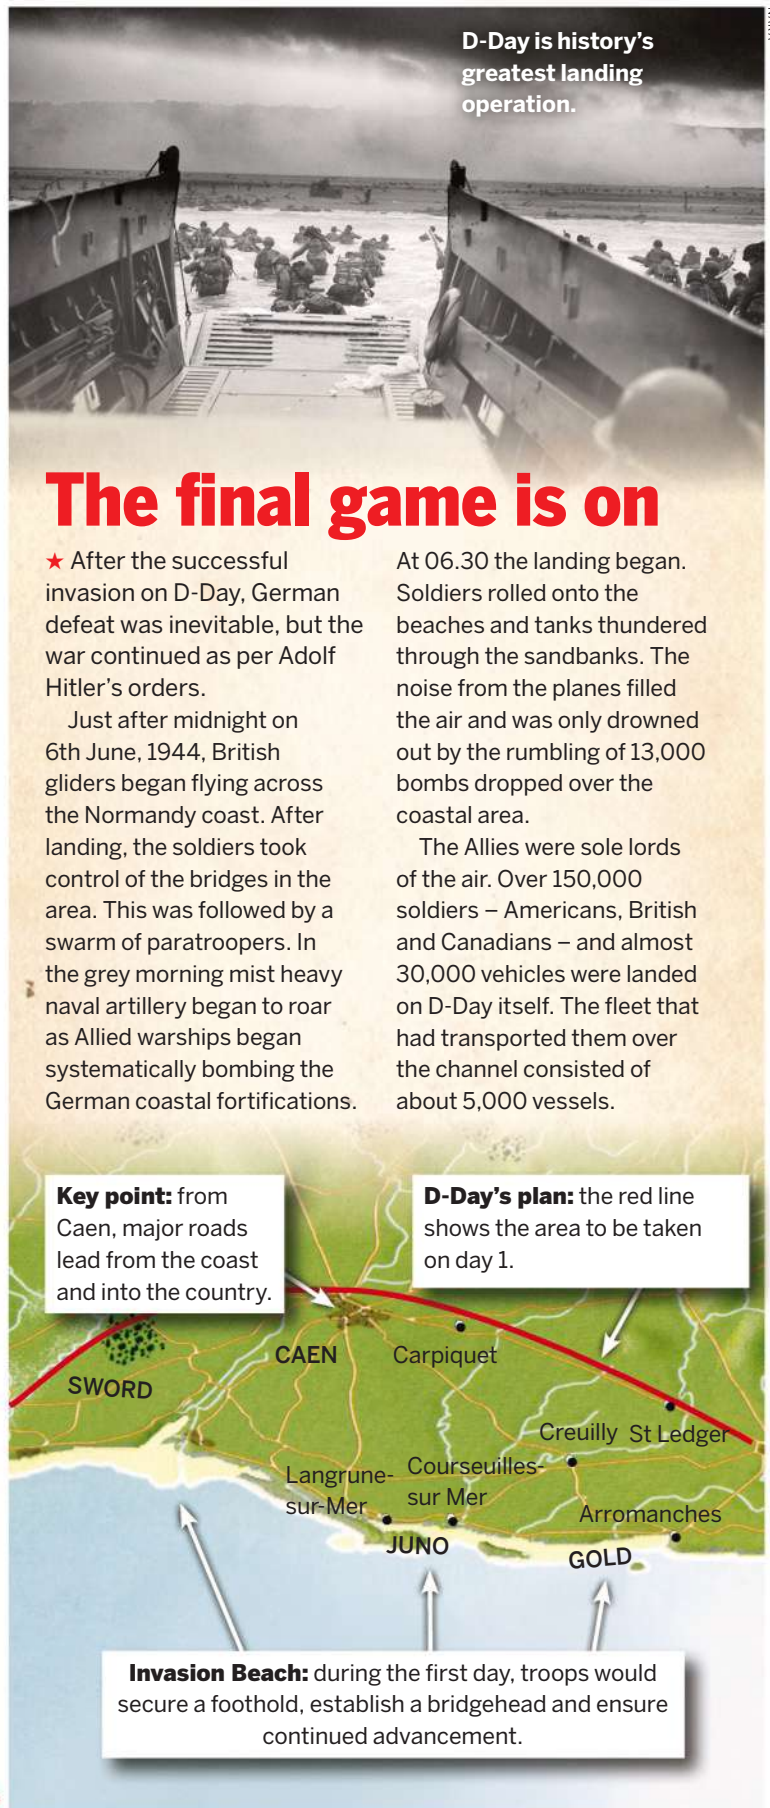 D-Day is history's
greatest landing
operation.
The final game is on
★ After the successful
invasion on D-Day, German
defeat was inevitable, but the
war continued as per Adolf
Hitler's orders.
Just after midnight on
6th June, 1944, British
gliders began flying across
the Normandy coast. After
landing, the soldiers took
control of the bridges in the
area. This was followed by a
swarm of paratroopers. In
the grey morning mist heavy
naval artillery began to roar
as Allied warships began
systematically bombing the
German coastal fortifications.
At 06.30 the landing began.
Soldiers rolled onto the
beaches and tanks thundered
through the sandbanks. The
noise from the planes filled
the air and was only drowned
out by the rumbling of 13,000
bombs dropped over the
coastal area.
The Allies were sole lords
of the air. Over 150,000
soldiers – Americans, British
and Canadians – and almost
30,000 vehicles were landed
on D-Day itself. The fleet that
had transported them over
the channel consisted of
about 5,000 vessels.
Key point: from
Caen, major roads
lead from the coast
and into the country.
D-Day's plan: the red line
shows the area to be taken
on day 1.
CAEN
Carpiquet
SWORD
Creuilly
St Ledger
Langrune-
sur-Mer
Courseuilles-
sur Mer
Arromanches
JUNO
GOLD
Invasion Beach: during the first day, troops would
secure a foothold, establish a bridgehead and ensure
continued advancement.